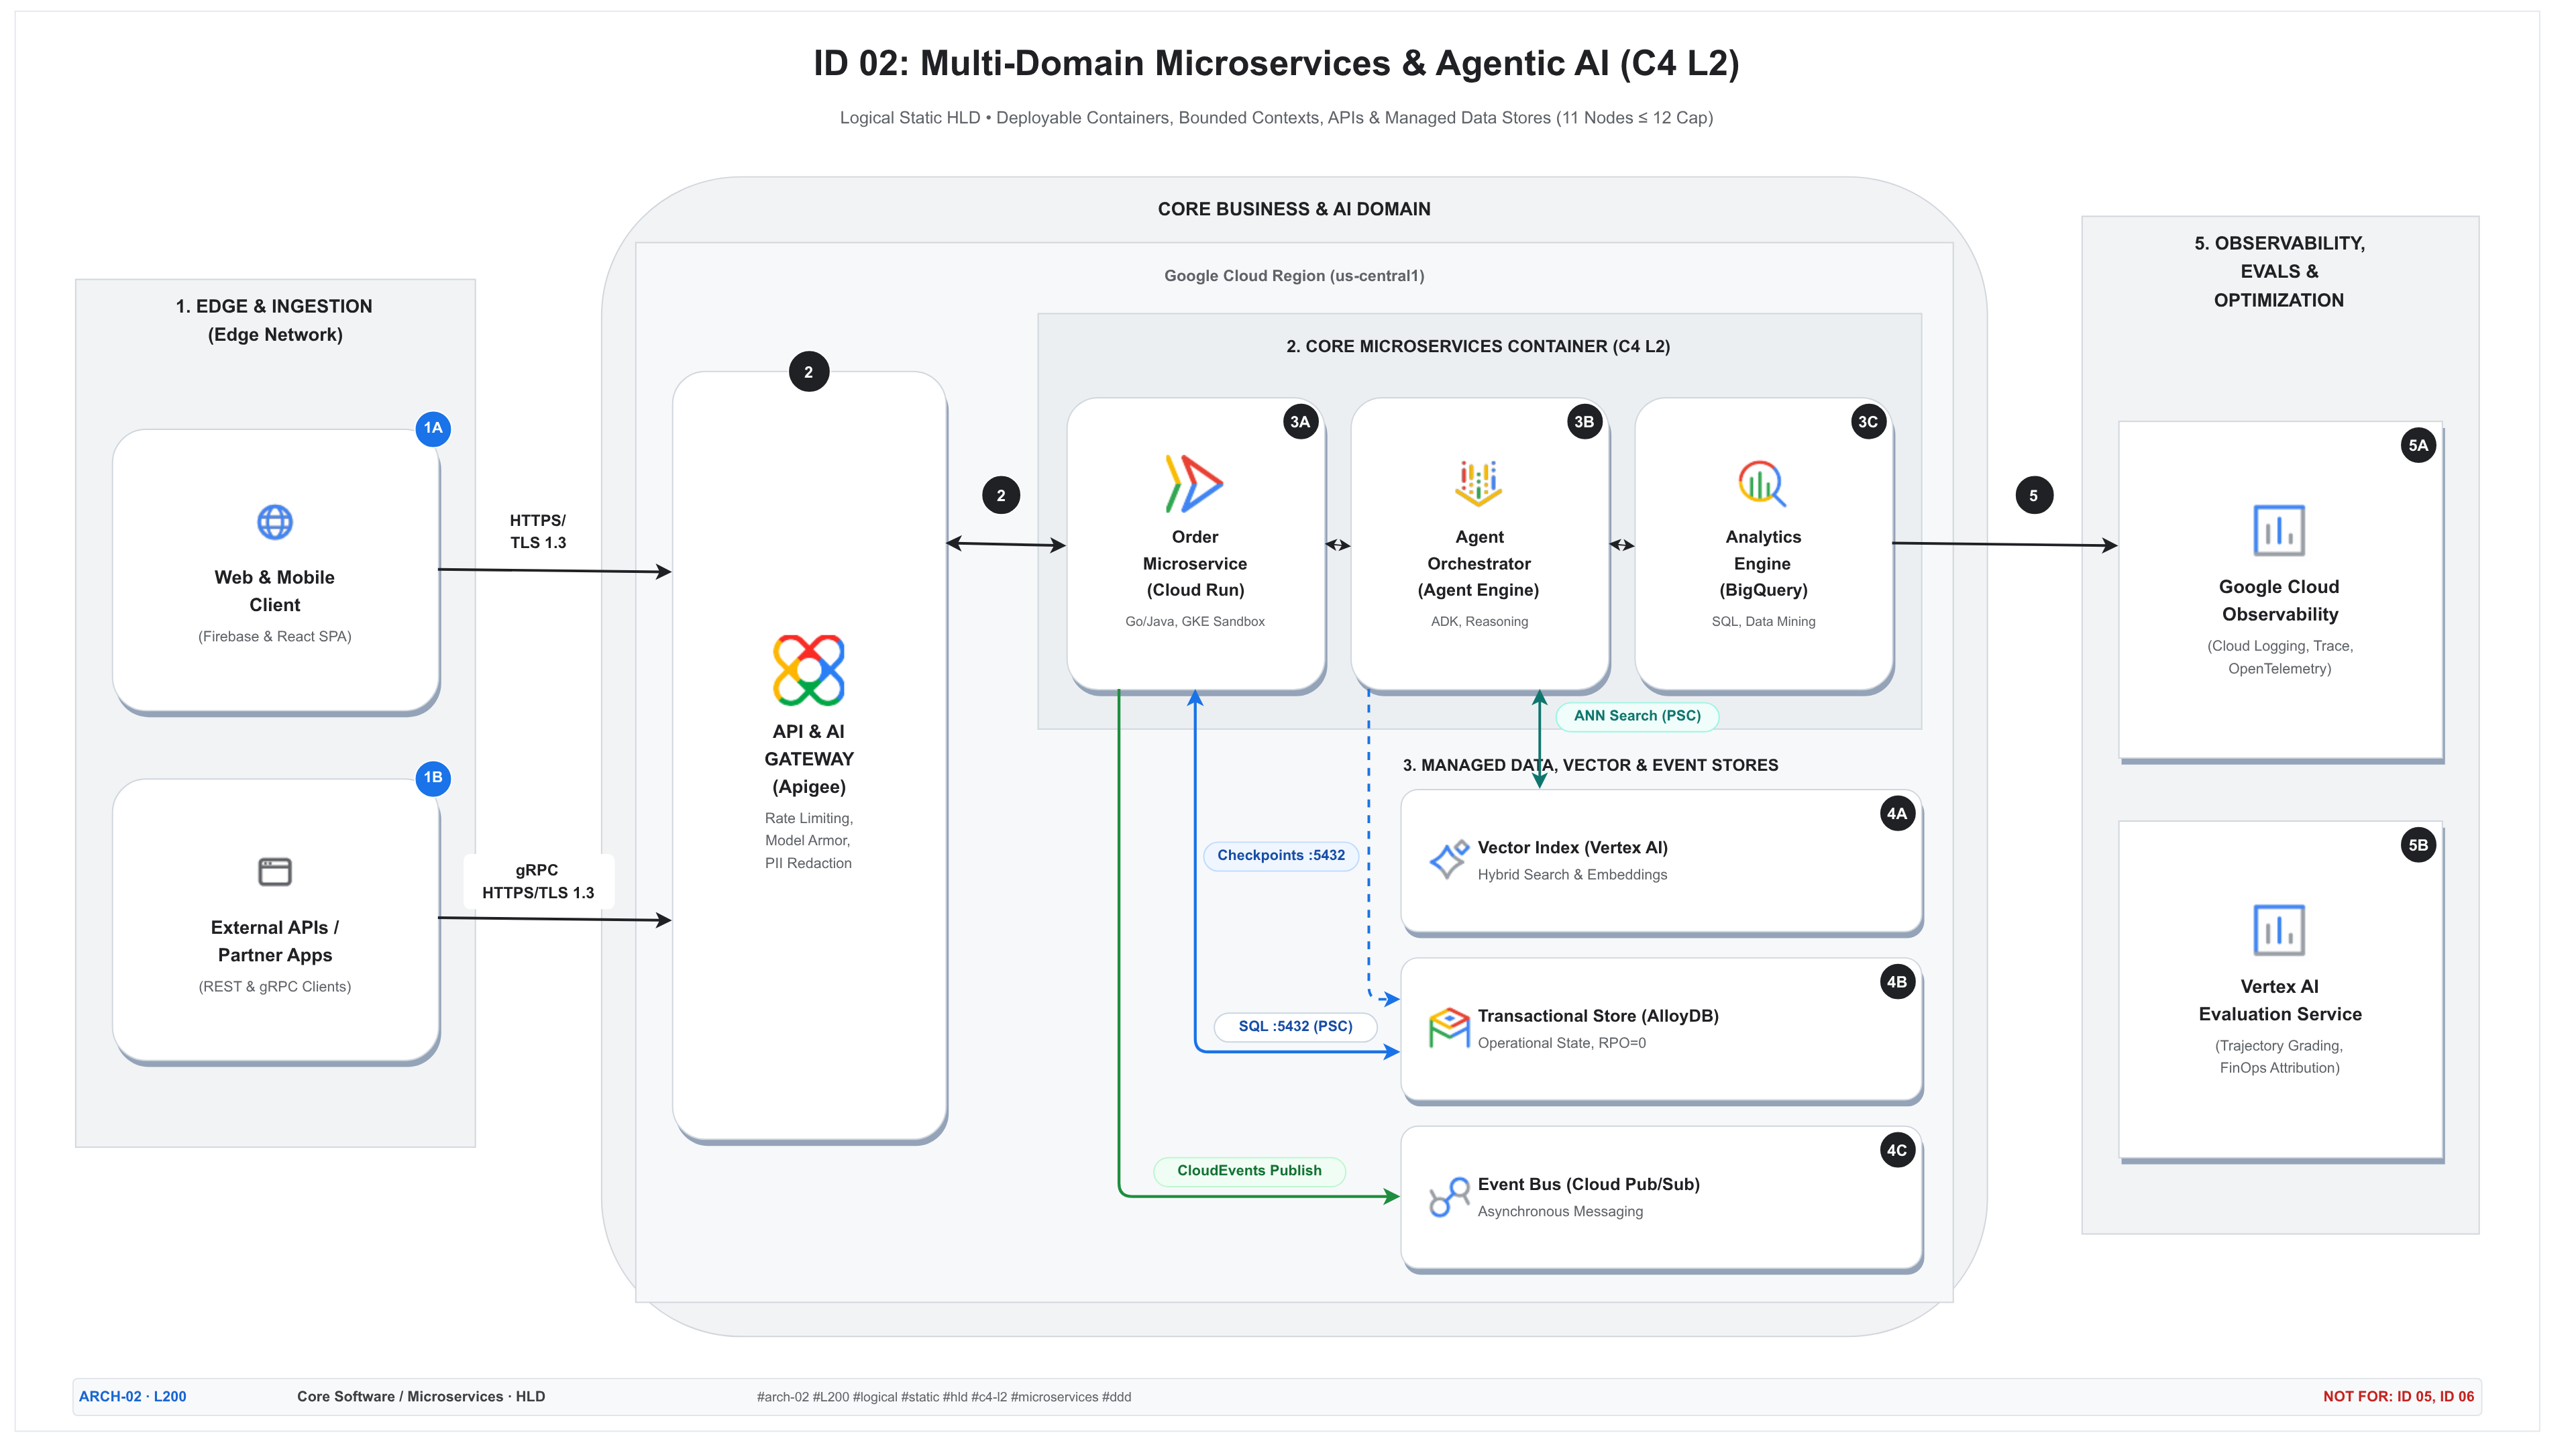 ID 02: Multi-Domain Microservices & Agentic AI (C4 L2)
Logical Static HLD • Deployable Containers, Bounded Contexts, APIs & Managed Data Stores (11 Nodes ≤ 12 Cap)
1. EDGE & INGESTION
(Edge Network)
1A
Web & Mobile
Client
(Firebase & React SPA)
1B
External APIs /
Partner Apps
(REST & gRPC Clients)
HTTPS/
TLS 1.3
gRPC
HTTPS/TLS 1.3
CORE BUSINESS & AI DOMAIN
Google Cloud Region (us-central1)
2
API & AI
GATEWAY
(Apigee)
Rate Limiting,
Model Armor,
PII Redaction
2
2. CORE MICROSERVICES CONTAINER (C4 L2)
3A
Order
Microservice
(Cloud Run)
Go/Java, GKE Sandbox
3B
Agent
Orchestrator
(Agent Engine)
ADK, Reasoning
3C
Analytics
Engine
(BigQuery)
SQL, Data Mining
ANN Search (PSC)
3. MANAGED DATA, VECTOR & EVENT STORES
Checkpoints :5432
SQL :5432 (PSC)
CloudEvents Publish
4A
Vector Index (Vertex AI)
Hybrid Search & Embeddings
4B
Transactional Store (AlloyDB)
Operational State, RPO=0
4C
Event Bus (Cloud Pub/Sub)
Asynchronous Messaging
5
5. OBSERVABILITY,
EVALS &
OPTIMIZATION
5A
Google Cloud
Observability
(Cloud Logging, Trace,
OpenTelemetry)
5B
Vertex AI
Evaluation Service
(Trajectory Grading,
FinOps Attribution)
ARCH-02 · L200
Core Software / Microservices · HLD
#arch-02 #L200 #logical #static #hld #c4-l2 #microservices #ddd
NOT FOR: ID 05, ID 06